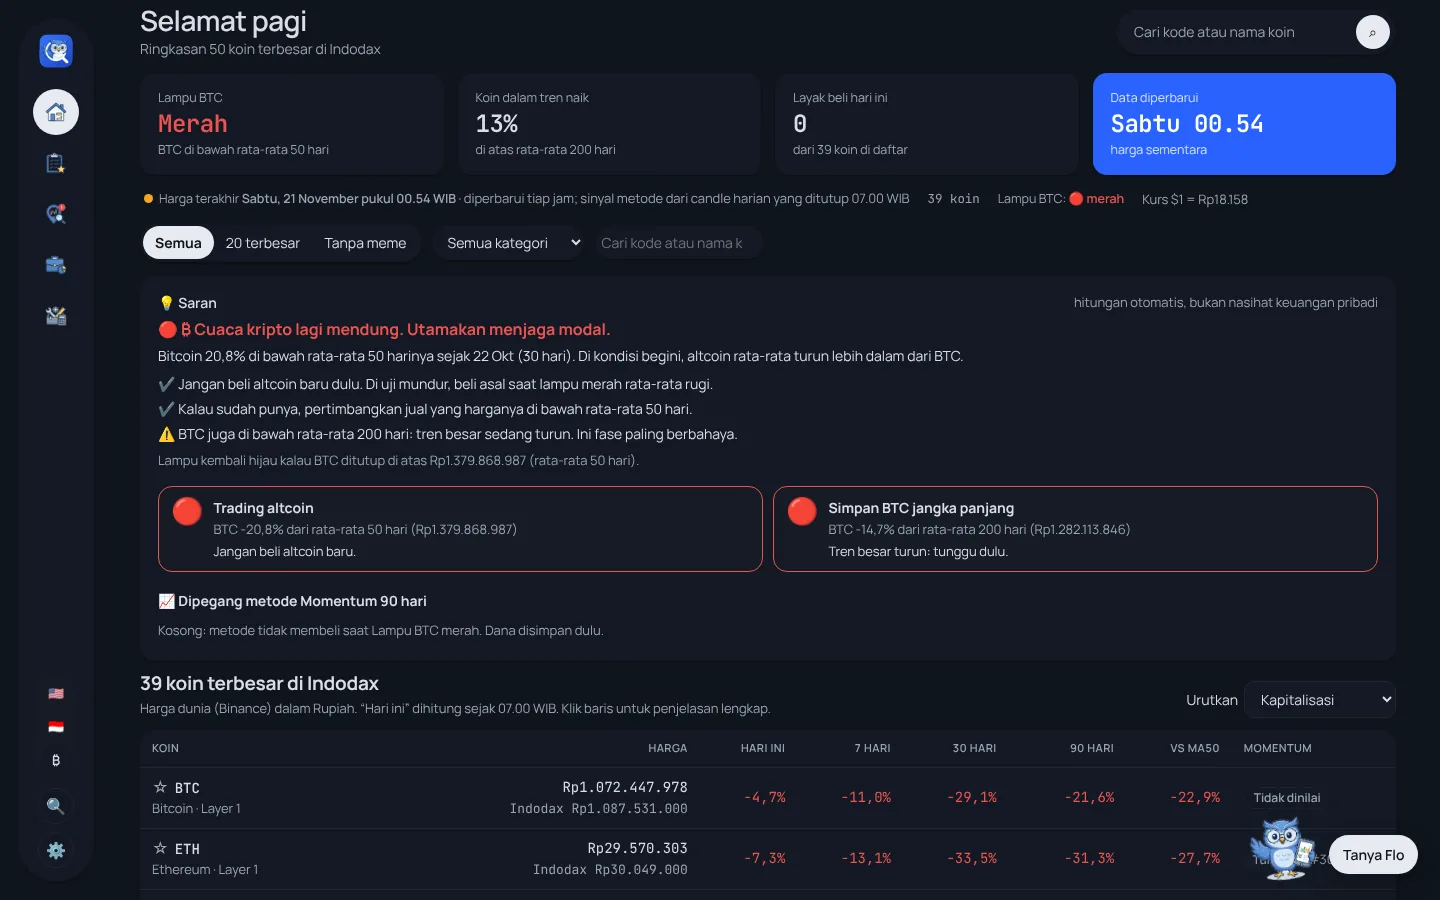 Selamat pagi
Ringkasan 50 koin terbesar di Indodax
Cari kode atau nama koin
Lampu BTC
Merah
BTC di bawah rata-rata 50 hari
Koin dalam tren naik
13%
di atas rata-rata 200 hari
Layak beli hari ini
0
dari 39 koin di daftar
Data diperbarui
Sabtu 00.54
harga sementara
Harga terakhir Sabtu, 21 November pukul 00.54 WIB · diperbarui tiap jam; sinyal metode dari candle harian yang ditutup 07.00 WIB 39 koin Lampu BTC: 🔴 merah Kurs $1 = Rp18.158
Semua 20 terbesar Tanpa meme Semua kategori Cari kode atau nama k
💡 Saran
hitungan otomatis, bukan nasihat keuangan pribadi
🔴 ₿ Cuaca kripto lagi mendung. Utamakan menjaga modal.
Bitcoin 20,8% di bawah rata-rata 50 harinya sejak 22 Okt (30 hari). Di kondisi begini, altcoin rata-rata turun lebih dalam dari BTC.
✔️ Jangan beli altcoin baru dulu. Di uji mundur, beli asal saat lampu merah rata-rata rugi.
✔️ Kalau sudah punya, pertimbangkan jual yang harganya di bawah rata-rata 50 hari.
⚠️ BTC juga di bawah rata-rata 200 hari: tren besar sedang turun. Ini fase paling berbahaya.
Lampu kembali hijau kalau BTC ditutup di atas Rp1.379.868.987 (rata-rata 50 hari).
🔴 Trading altcoin
BTC -20,8% dari rata-rata 50 hari (Rp1.379.868.987)
Jangan beli altcoin baru.
🔴 Simpan BTC jangka panjang
BTC -14,7% dari rata-rata 200 hari (Rp1.282.113.846)
Tren besar turun: tunggu dulu.
📈 Dipegang metode Momentum 90 hari
Kosong: metode tidak membeli saat Lampu BTC merah. Dana disimpan dulu.
39 koin terbesar di Indodax
Harga dunia (Binance) dalam Rupiah. “Hari ini” dihitung sejak 07.00 WIB. Klik baris untuk penjelasan lengkap.
Urutkan Kapitalisasi
KOIN HARGA HARI INI 7 HARI 30 HARI 90 HARI VS MA50 MOMENTUM
☆ BTC Rp1.072.447.978 -4,7% -11,0% -29,1% -21,6% -22,9% Tidak dinilai
Bitcoin · Layer 1 Indodax Rp1.087.531.000
☆ ETH Rp29.570.303 -7,3% -13,1% -33,5% -31,3% -27,7%
Ethereum · Layer 1 Indodax Rp30.049.000
Tanya Flo
₿